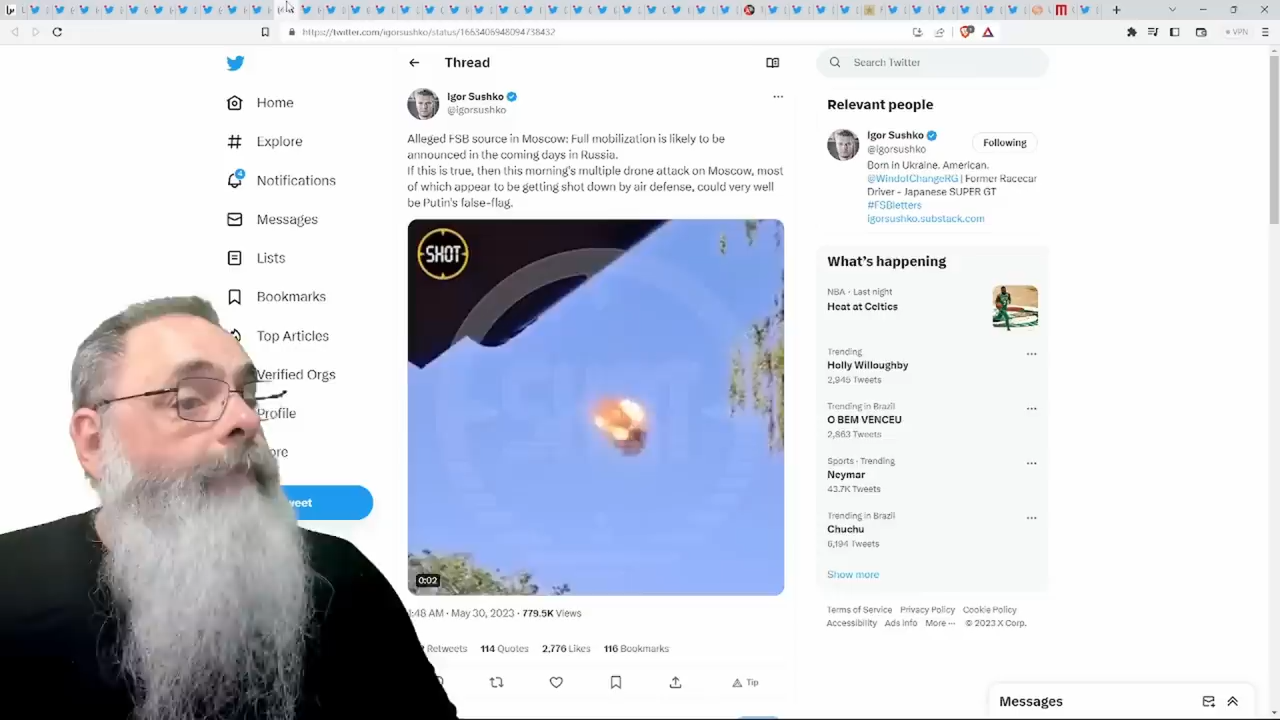 https://twitter.com/igorsushko/status/1663406948094738432
VPN
Home
Explore
4
Notifications
Messages
Lists
Bookmarks
Top Articles
Verified Orgs
Profile
Thread
Igor Sushko
@igorsushko
Alleged FSB source in Moscow: Full mobilization is likely to be
announced in the coming days in Russia.
If this is true, then this morning's multiple drone attack on Moscow, most
of which appear to be getting shot down by air defense, could very well
be Putin's false-flag.
SHOT
0:02
:48 AM · May 30, 2023 · 779.5K Views
Retweets 114 Quotes 2,776 Likes 116 Bookmarks
Tip
Search Twitter
Relevant people
Igor Sushko
@igorsushko
Following
Born in Ukraine. American.
@WindofChangeRG | Former Racecar
Driver - Japanese SUPER GT
#FSBletters
igorsushko.substack.com
What's happening
NBA · Last night
Heat at Celtics
Trending
Holly Willoughby
2,945 Tweets
Trending in Brazil
O BEM VENCEU
2,863 Tweets
Sports · Trending
Neymar
43.7K Tweets
Trending in Brazil
Chuchu
6,194 Tweets
Show more
Terms of Service Privacy Policy Cookie Policy
Accessibility Ads info More ··· © 2023 X Corp.
Messages